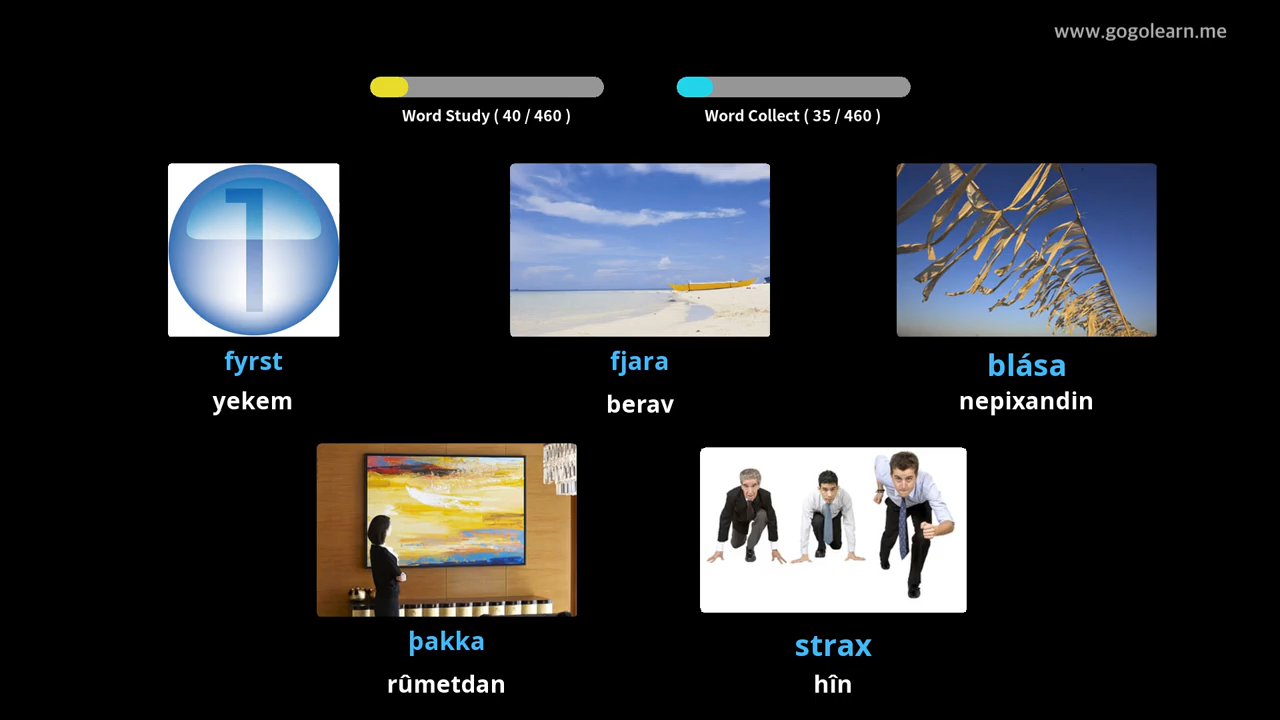 www.gogolearn.me
Word Study ( 40 / 460 )
Word Collect ( 35 / 460 )
1
fyrst
fjara
blása
yekem
berav
nepixandin
þakka
strax
rûmetdan
hîn